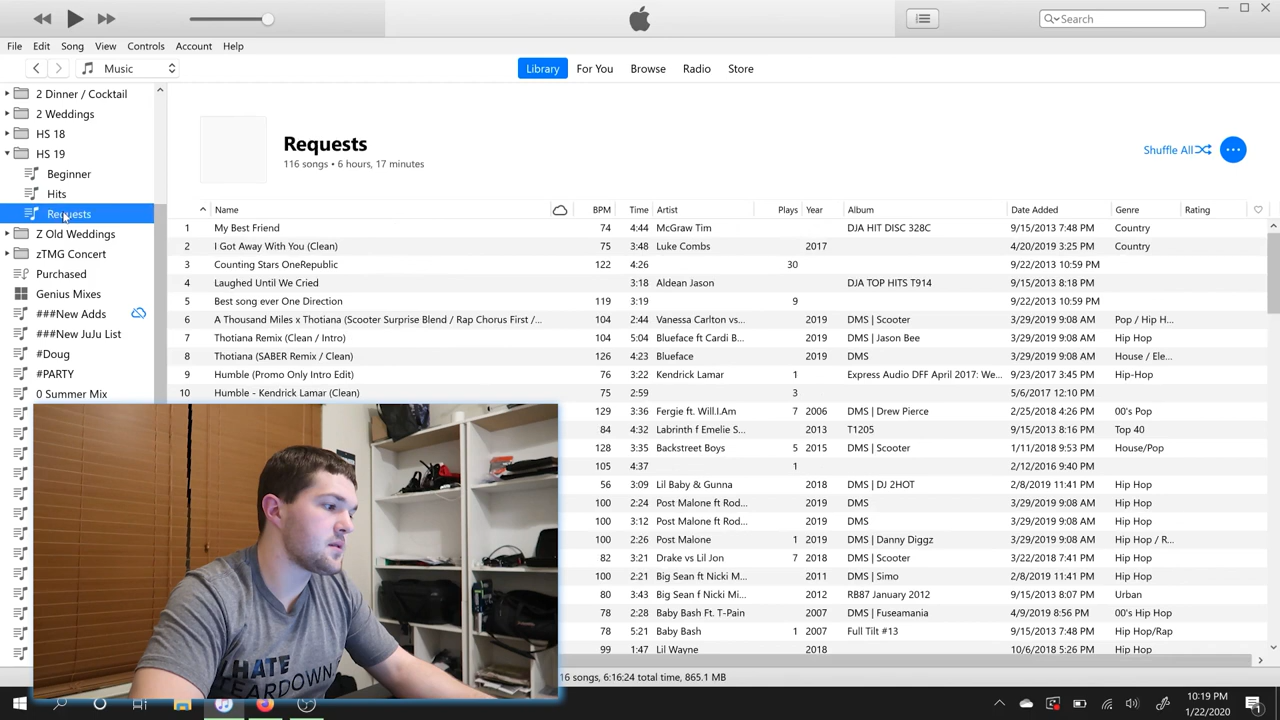 Search
File Edit Song View Controls Account Help
Music Library For You Browse Radio Store
2 Dinner / Cocktail
2 Weddings
HS 18
HS 19
Beginner
Hits
Requests
Z Old Weddings
zTMG Concert
Purchased
Genius Mixes
###New Adds
###New JuJu List
#Doug
#PARTY
0 Summer Mix
Requests
116 songs • 6 hours, 17 minutes
Shuffle All
Name BPM Time Artist Plays Year Album Date Added Genre Rating
1 My Best Friend 74 4:44 McGraw Tim DJA HIT DISC 328C 9/15/2013 7:48 PM Country
2 I Got Away With You (Clean) 75 3:48 Luke Combs 2017 4/20/2019 3:25 PM Country
3 Counting Stars OneRepublic 122 4:26 30 9/22/2013 10:59 PM
4 Laughed Until We Cried 3:18 Aldean Jason DJA TOP HITS T914 9/15/2013 8:18 PM
5 Best song ever One Direction 119 3:19 9 9/22/2013 10:59 PM
6 A Thousand Miles x Thotiana (Scooter Surprise Blend / Rap Chorus First /... 104 2:44 Vanessa Carlton vs... 2019 DMS | Scooter 3/29/2019 9:08 AM Pop / Hip H...
7 Thotiana Remix (Clean / Intro) 104 5:04 Blueface ft Cardi B... 2019 DMS | Jason Bee 3/29/2019 9:08 AM Hip Hop
8 Thotiana (SABER Remix / Clean) 126 4:23 Blueface 2019 DMS 3/29/2019 9:08 AM House / Ele...
9 Humble (Promo Only Intro Edit) 76 3:22 Kendrick Lamar 1 Express Audio DFF April 2017: We... 9/23/2017 3:45 PM Hip-Hop
10 Humble - Kendrick Lamar (Clean) 75 2:59 3 5/6/2017 12:10 PM
129 3:36 Fergie ft. Will.I.Am 7 2006 DMS | Drew Pierce 2/25/2018 4:26 PM 00's Pop
84 4:32 Labrinth f Emelie S... 2013 T1205 9/15/2013 8:16 PM Top 40
128 3:35 Backstreet Boys 5 2015 DMS | Scooter 1/11/2018 9:53 PM House/Pop
105 4:37 1 2/12/2016 9:40 PM
56 3:09 Lil Baby & Gunna 2018 DMS | DJ 2HOT 2/8/2019 11:41 PM Hip Hop
100 2:24 Post Malone ft Rod... 2019 DMS 3/29/2019 9:08 AM Hip Hop
100 3:12 Post Malone ft Rod... 2019 DMS 3/29/2019 9:08 AM Hip Hop
100 2:26 Post Malone 1 2019 DMS | Danny Diggz 3/29/2019 9:08 AM Hip Hop / R...
82 3:21 Drake vs Lil Jon 7 2018 DMS | Scooter 3/22/2018 7:41 PM Hip Hop
100 2:21 Big Sean ft Nicki M... 2011 DMS | Simo 2/8/2019 11:41 PM Hip Hop
80 3:43 Big Sean f Nicki Mi... 2012 RB87 January 2012 9/15/2013 8:07 PM Urban
78 2:28 Baby Bash Ft. T-Pain 2007 DMS | Fuseamania 4/9/2019 8:56 PM 00's Hip Hop
78 5:21 Baby Bash 1 2007 Full Tilt #13 9/15/2013 7:48 PM Hip Hop/Rap
99 1:47 Lil Wayne 2018 10/6/2018 5:26 PM Hip Hop
16 songs, 6:16:24 total time, 865.1 MB
HATE
TEARDOWN
10:19 PM
1/22/2020
1